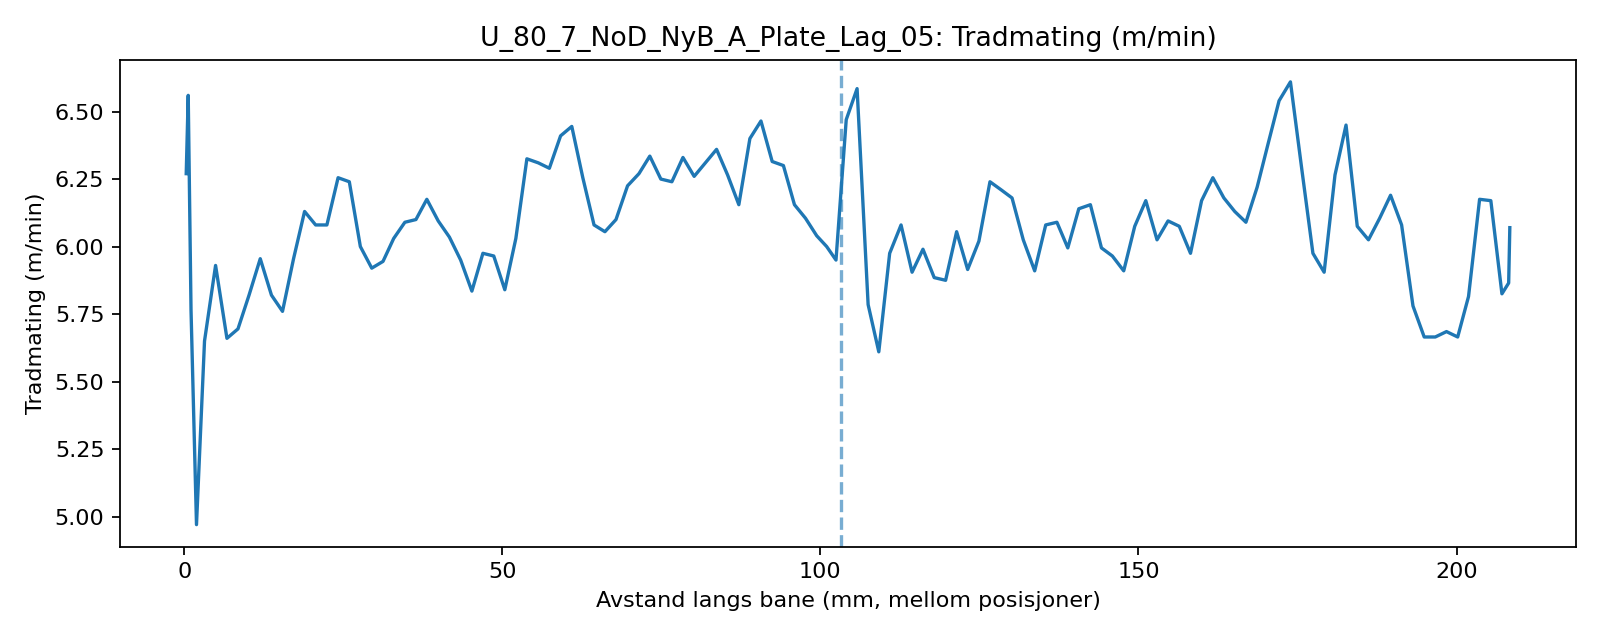 U_80_7_NoD_NyB_A_Plate_Lag_05: Tradmating (m/min)
Tradmating (m/min)
6.50
6.25
6.00
5.75
5.50
5.25
5.00
0 50 100 150 200
Avstand langs bane (mm, mellom posisjoner)